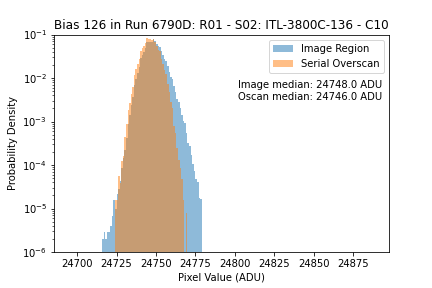 Bias 126 in Run 6790D: R01 - S02: ITL-3800C-136 - C10
Image Region
Serial Overscan
Image median: 24748.0 ADU
Oscan median: 24746.0 ADU
Probability Density
10⁻¹
10⁻²
10⁻³
10⁻⁴
10⁻⁵
10⁻⁶
24700 24725 24750 24775 24800 24825 24850 24875
Pixel Value (ADU)